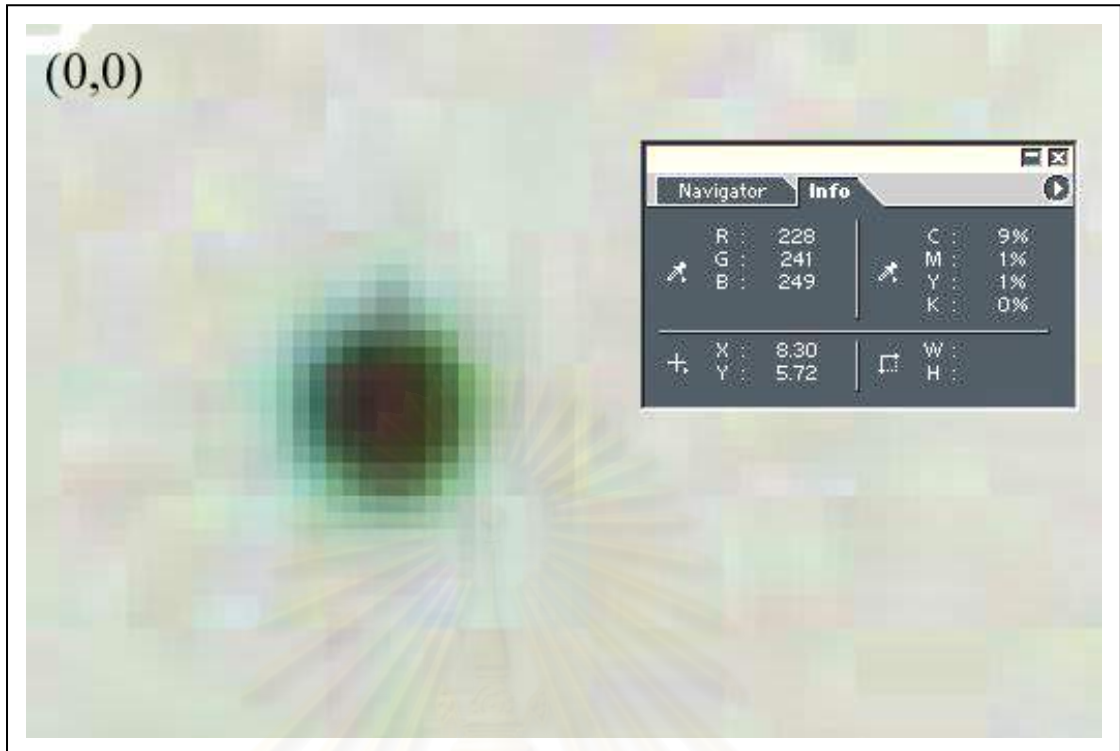 (0,0)
Navigator Info
R : 228 C : 9%
G : 241 M : 1%
B : 249 Y : 1%
K : 0%
X : 8.30 W :
Y : 5.72 H :